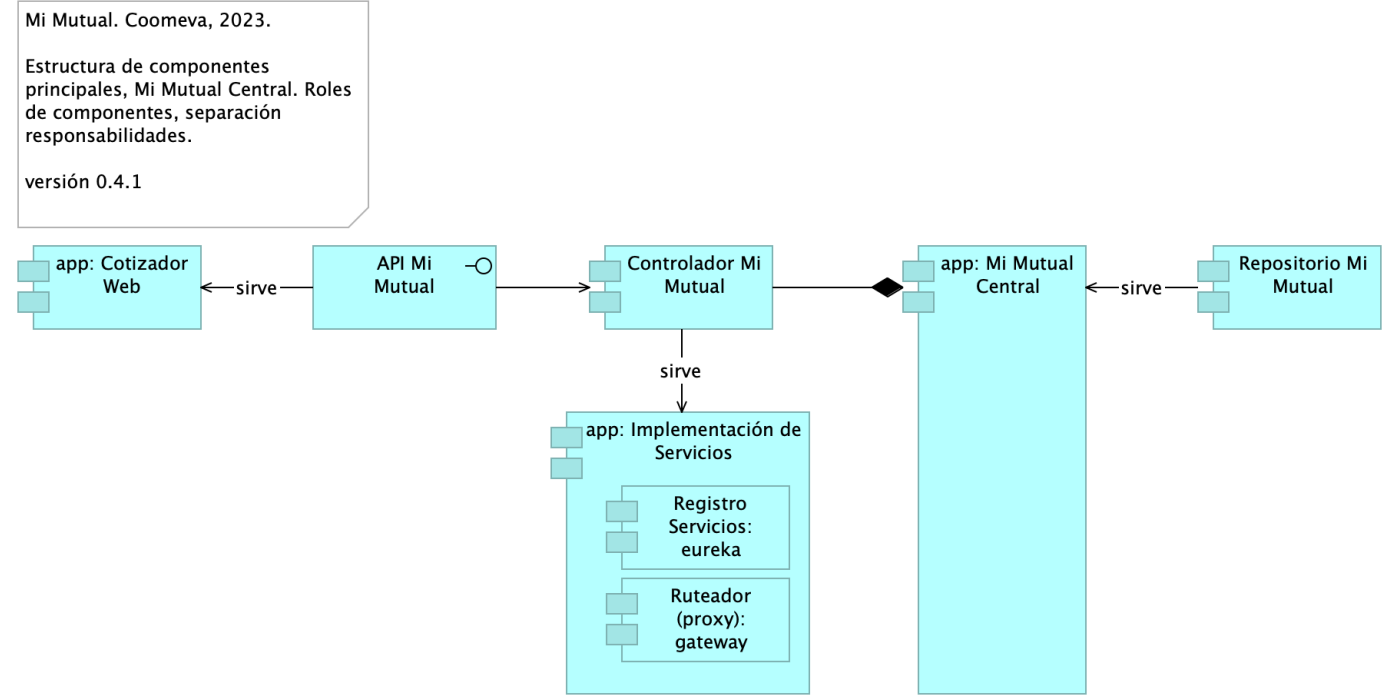 Mi Mutual. Coomeva, 2023.
Estructura de componentes
principales, Mi Mutual Central. Roles
de componentes, separación
responsabilidades.
versión 0.4.1
app: Cotizador
Web
sirve
API Mi
Mutual
Controlador Mi
Mutual
app: Mi Mutual
Central
sirve
Repositorio Mi
Mutual
sirve
app: Implementación de
Servicios
Registro
Servicios:
eureka
Ruteador
(proxy):
gateway